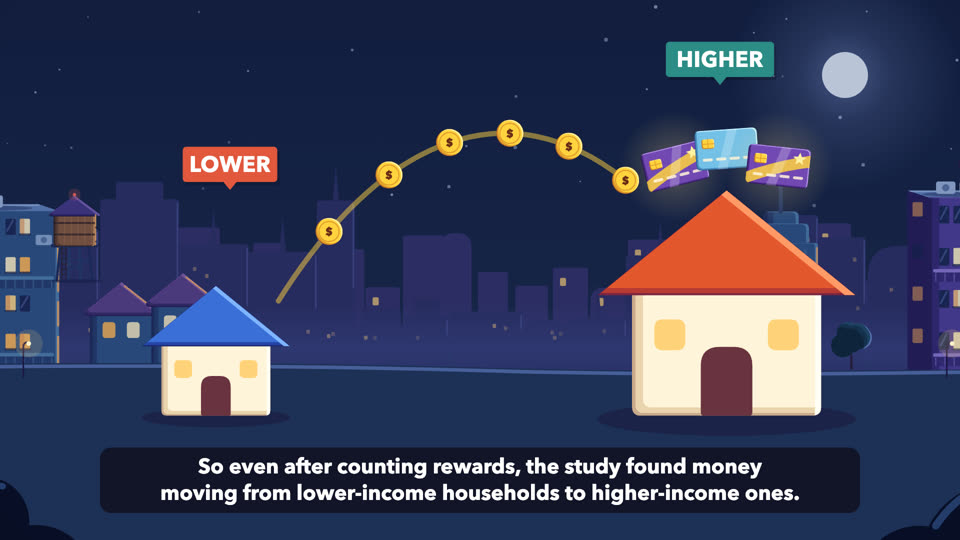 HIGHER
LOWER
$ $ $ $ $ $
So even after counting rewards, the study found money
moving from lower-income households to higher-income ones.